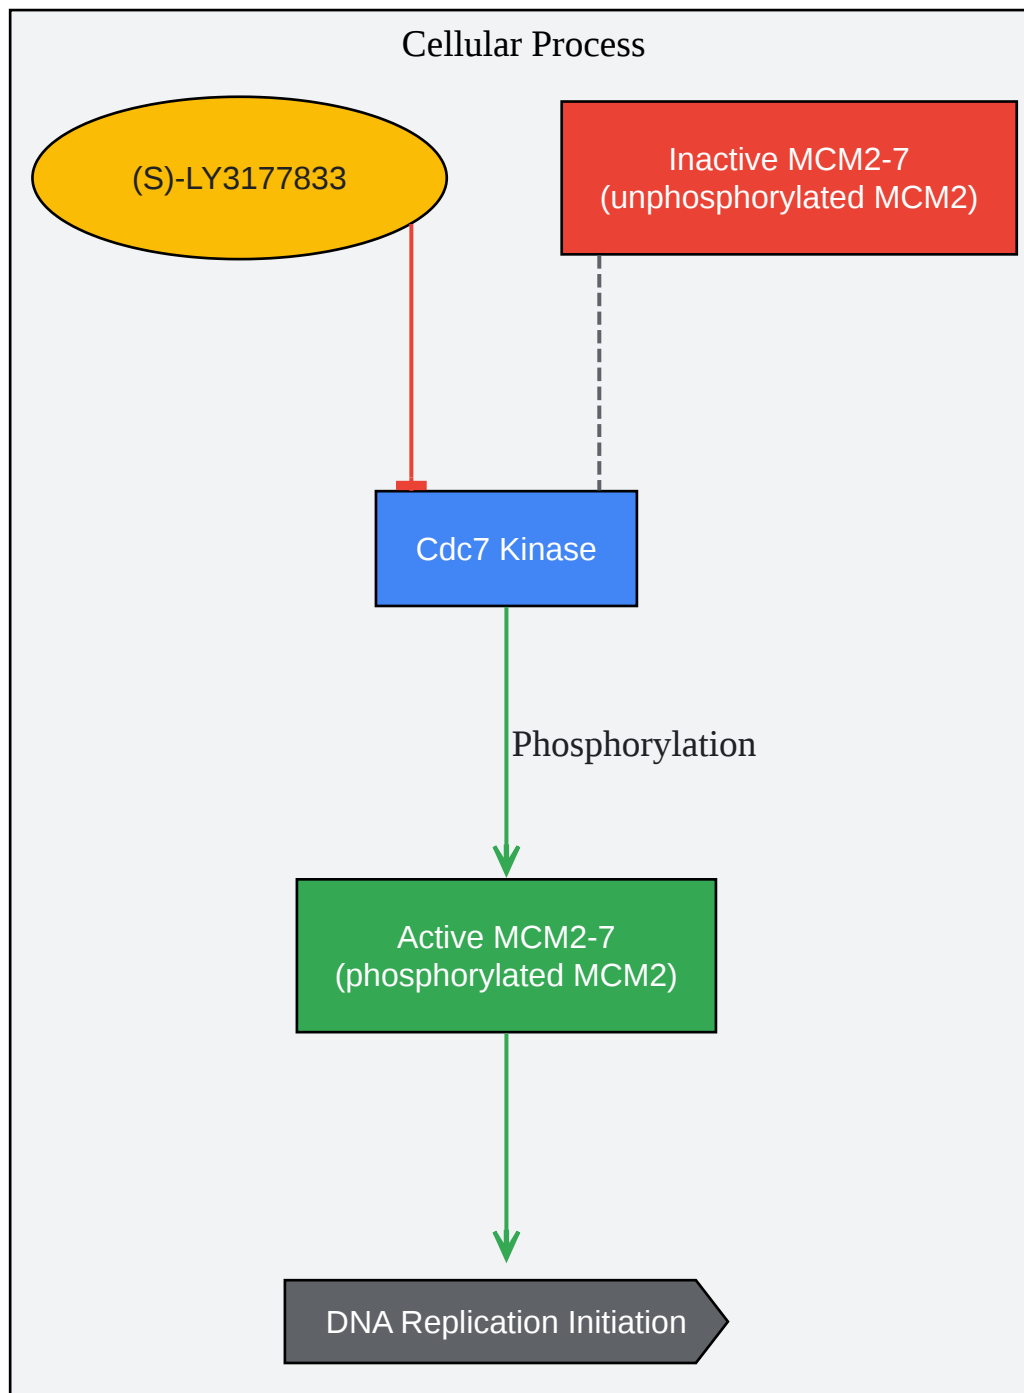 Cellular Process
(S)-LY3177833
Inactive MCM2-7
(unphosphorylated MCM2)
Cdc7 Kinase
Phosphorylation
Active MCM2-7
(phosphorylated MCM2)
DNA Replication Initiation